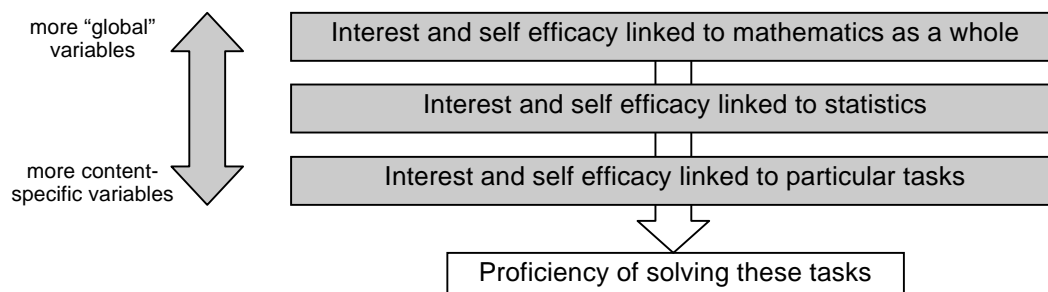 more “global”
variables
Interest and self efficacy linked to mathematics as a whole
Interest and self efficacy linked to statistics
more content-
specific variables
Interest and self efficacy linked to particular tasks
Proficiency of solving these tasks